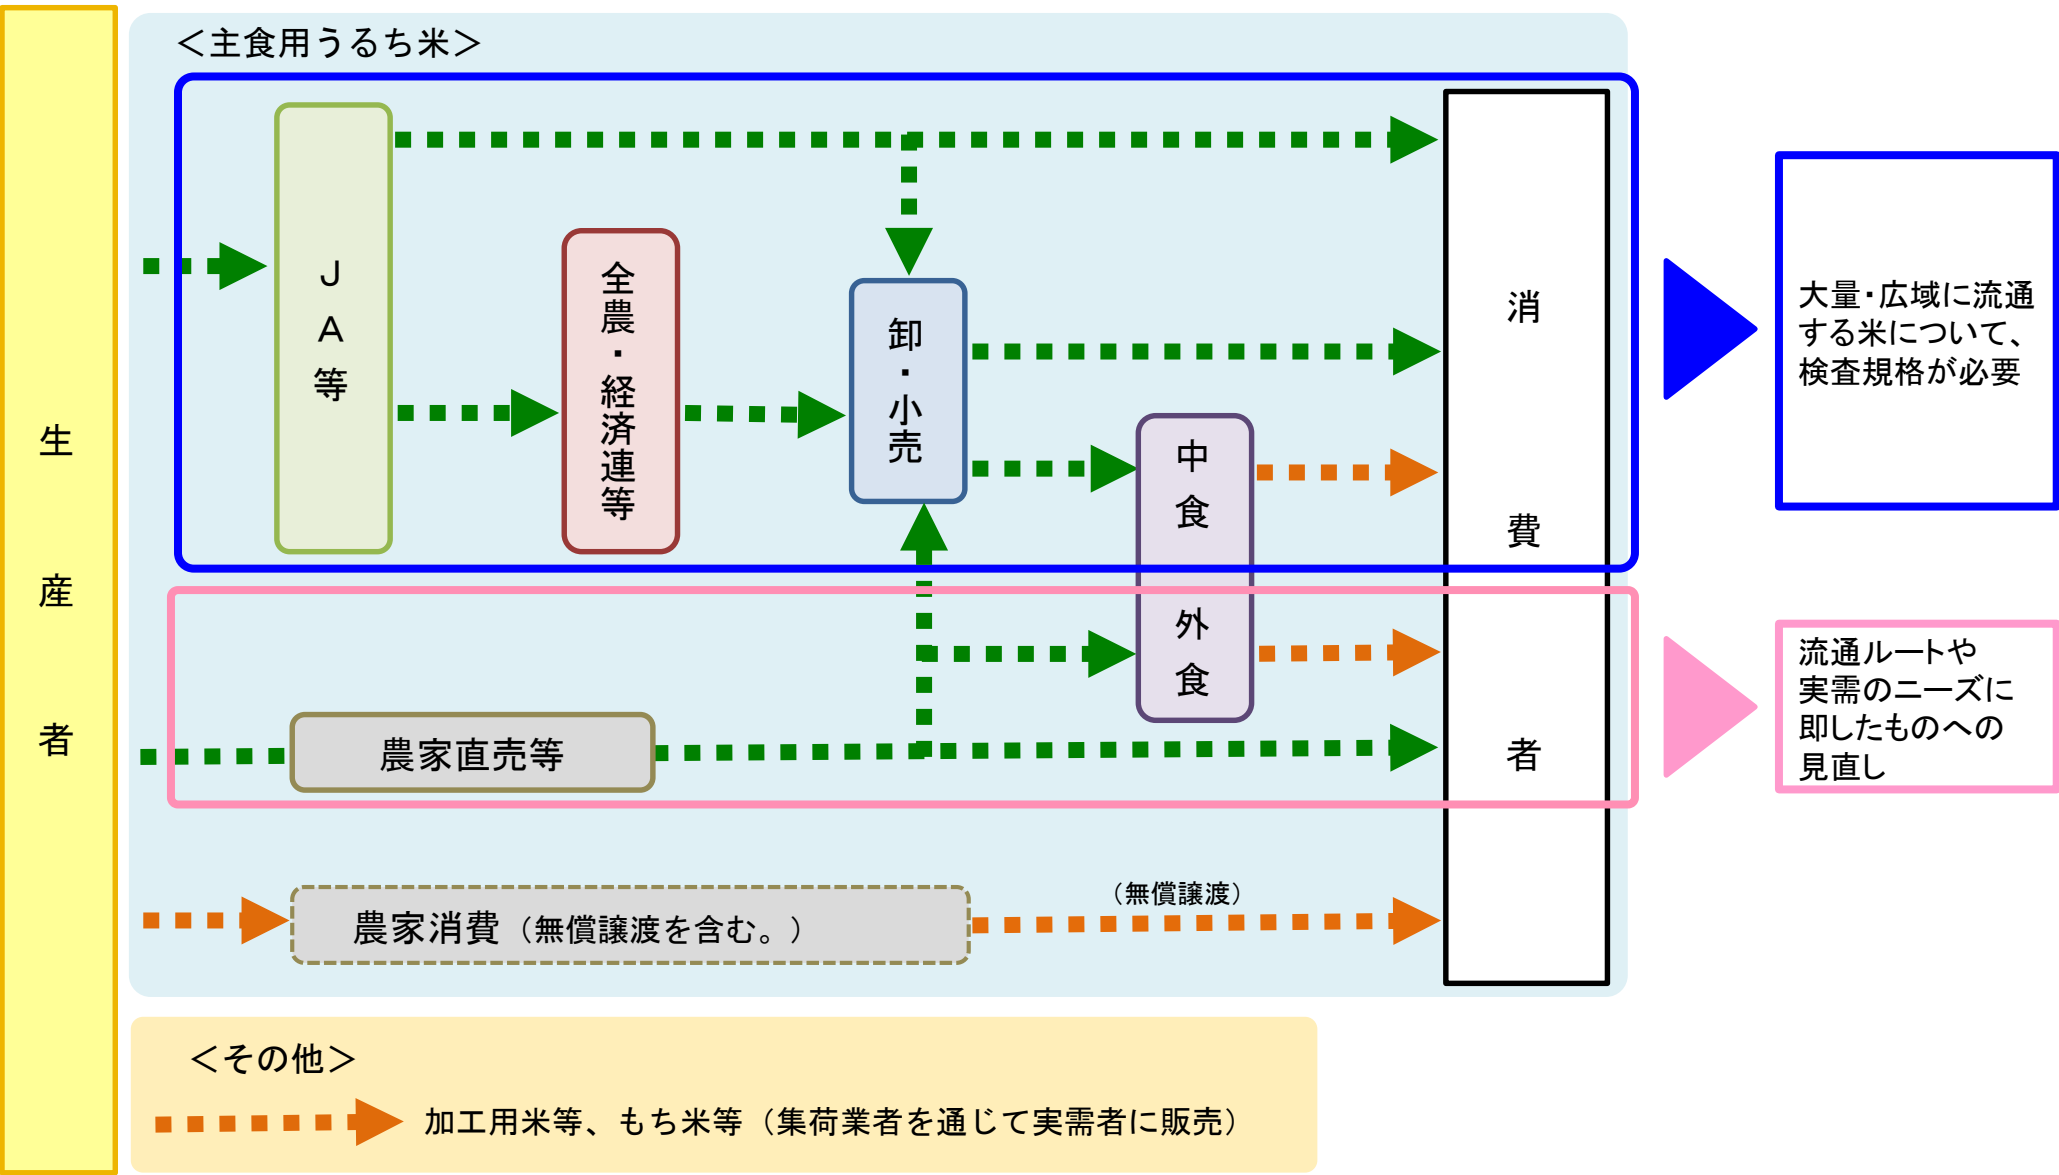 生産者
＜主食用うるち米＞
ＪＡ等
全農・経済連等
卸・小売
中食
外食
消費者
大量・広域に流通
する米について、
検査規格が必要
流通ルートや
実需のニーズに
即したものへの
見直し
農家直売等
農家消費（無償譲渡を含む。）
（無償譲渡）
＜その他＞
加工用米等、もち米等（集荷業者を通じて実需者に販売）